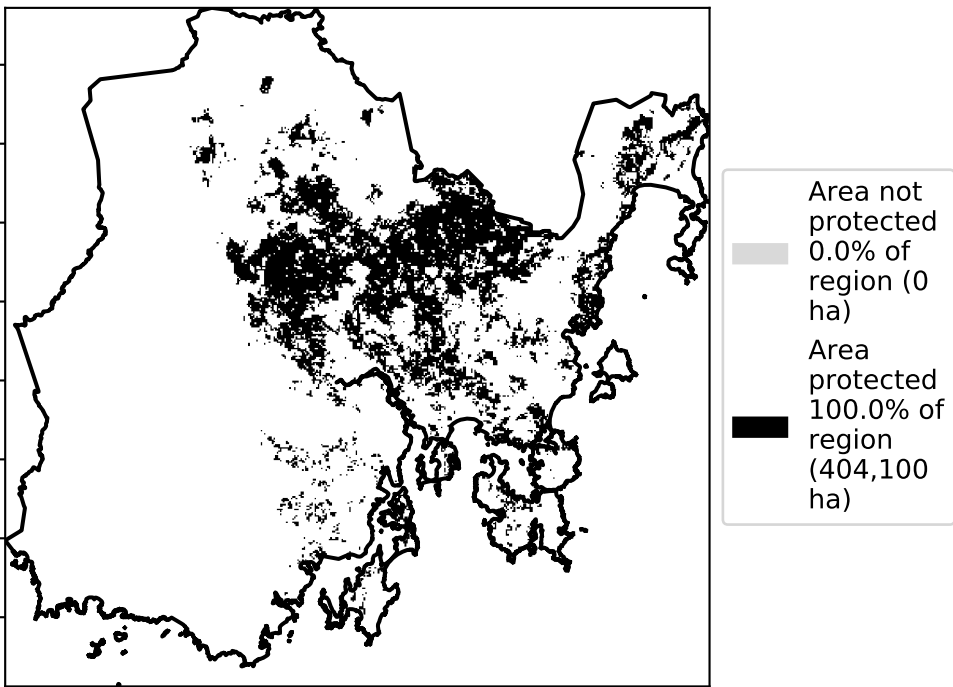 Area not
protected
0.0% of
region (0
ha)
Area
protected
100.0% of
region
(404,100
ha)